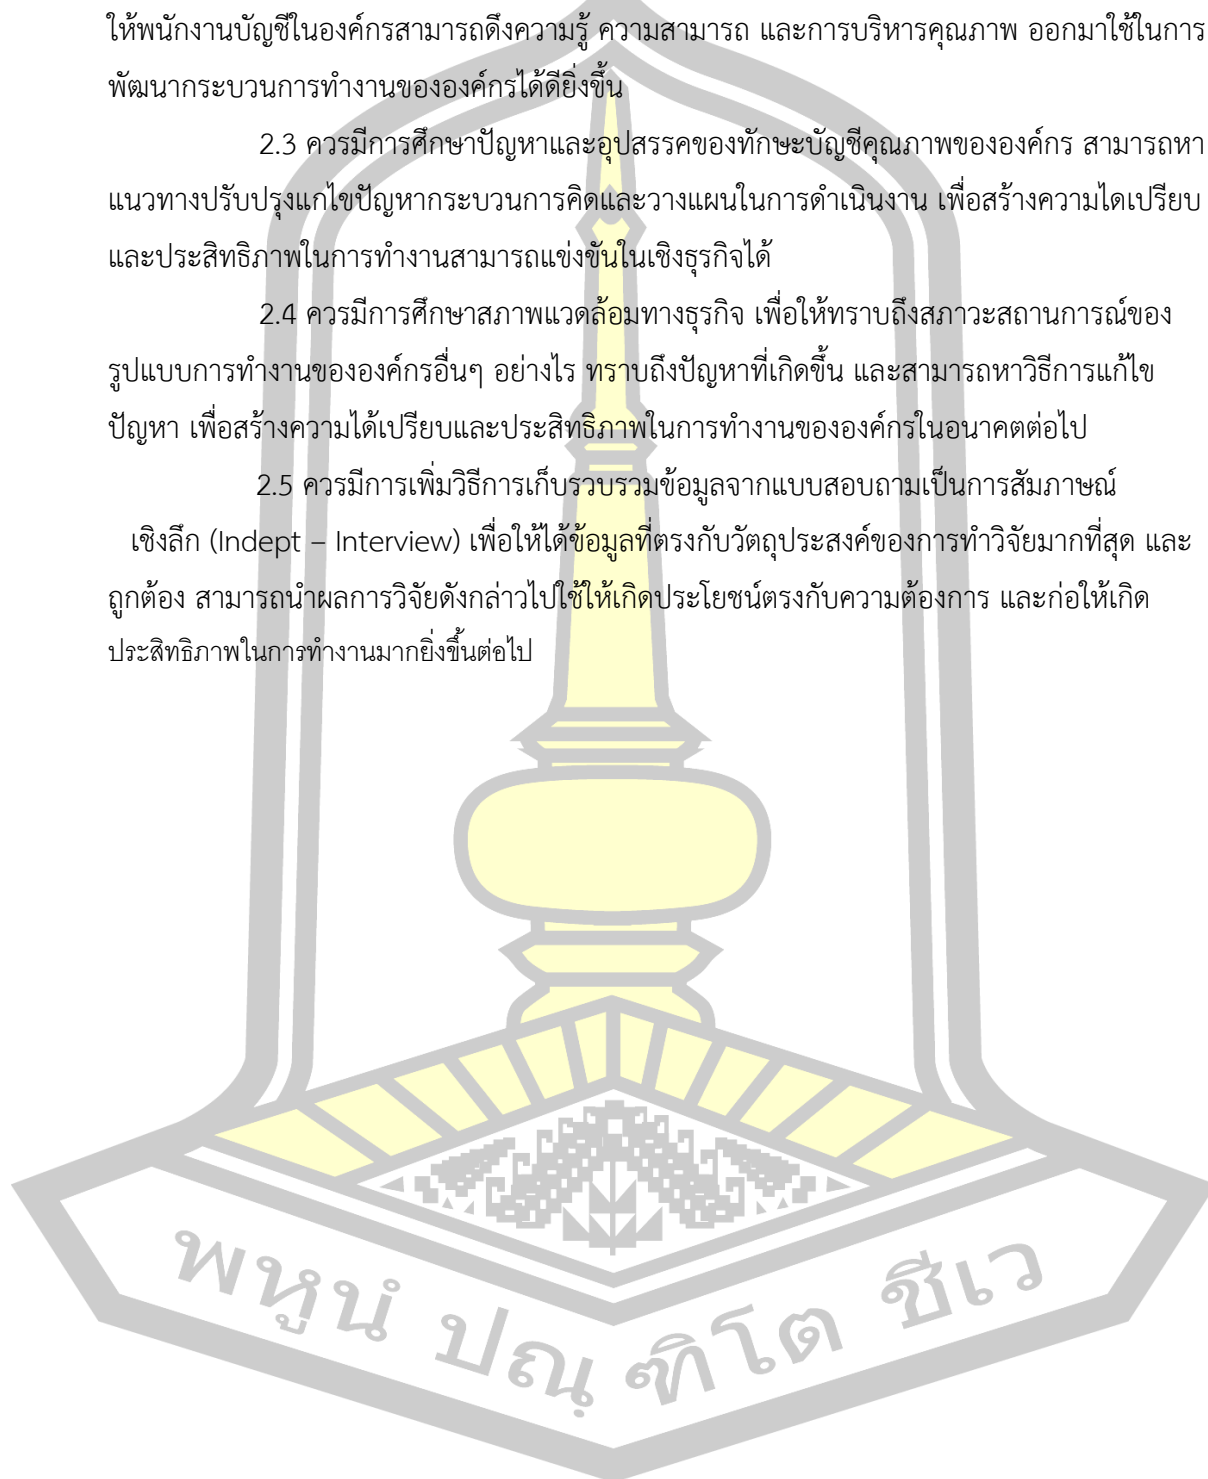 ให้พนักงานบัญชีในองค์กรสามารถดึงความรู้ ความสามารถ และการบริหารคุณภาพ ออกมาใช้ในการ
พัฒนากระบวนการทำงานขององค์กรได้ดียิ่งขึ้น
2.3 ควรมีการศึกษาปัญหาและอุปสรรคของทักษะบัญชีคุณภาพขององค์กร สามารถหา
แนวทางปรับปรุงแก้ไขปัญหากระบวนการคิดและวางแผนในการดำเนินงาน เพื่อสร้างความไดเปรียบ
และประสิทธิภาพในการทำงานสามารถแข่งขันในเชิงธุรกิจได้
2.4 ควรมีการศึกษาสภาพแวดล้อมทางธุรกิจ เพื่อให้ทราบถึงสภาวะสถานการณ์ของ
รูปแบบการทำงานขององค์กรอื่นๆ อย่างไร ทราบถึงปัญหาที่เกิดขึ้น และสามารถหาวิธีการแก้ไข
ปัญหา เพื่อสร้างความได้เปรียบและประสิทธิภาพในการทำงานขององค์กรในอนาคตต่อไป
2.5 ควรมีการเพิ่มวิธีการเก็บรวบรวมข้อมูลจากแบบสอบถามเป็นการสัมภาษณ์
เชิงลึก (Indept – Interview) เพื่อให้ได้ข้อมูลที่ตรงกับวัตถุประสงค์ของการทำวิจัยมากที่สุด และ
ถูกต้อง สามารถนำผลการวิจัยดังกล่าวไปใช้ให้เกิดประโยชน์ตรงกับความต้องการ และก่อให้เกิด
ประสิทธิภาพในการทำงานมากยิ่งขึ้นต่อไป
พหูนํ ปณฺ ฑิโต ชีเว